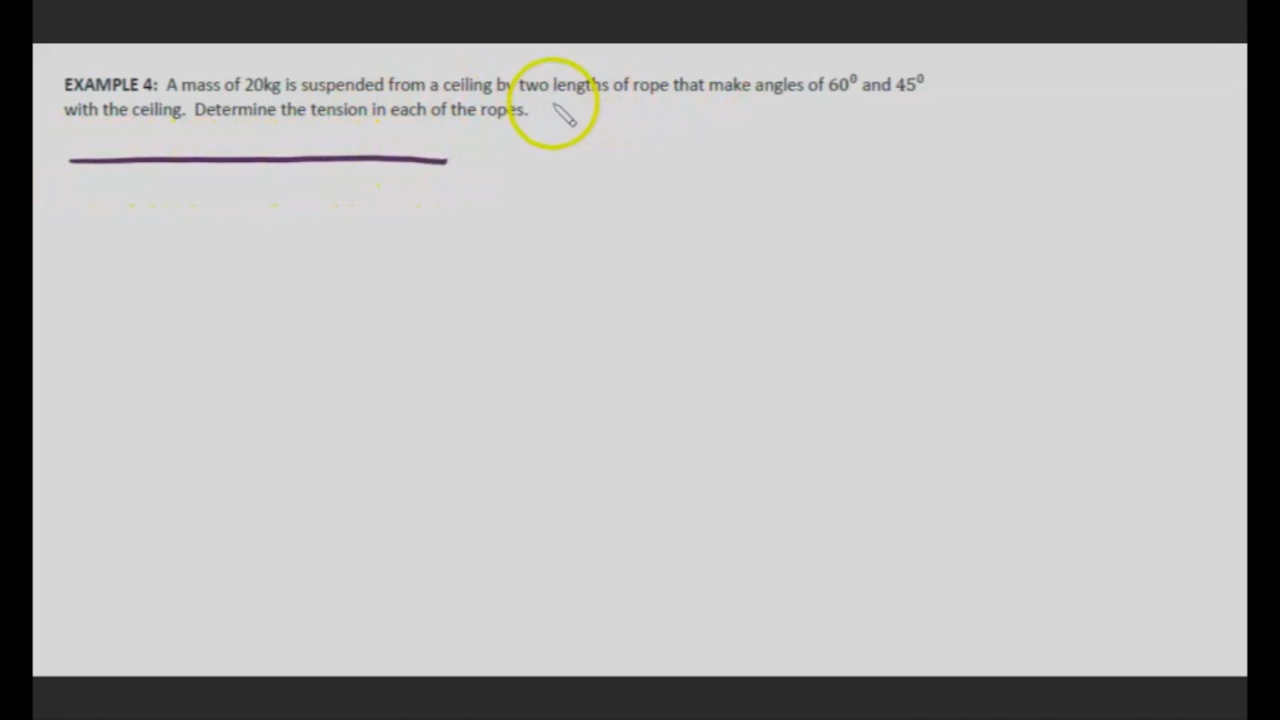 EXAMPLE 4: A mass of 20kg is suspended from a ceiling by two lengths of rope that make angles of 60⁰ and 45⁰
with the ceiling. Determine the tension in each of the ropes.